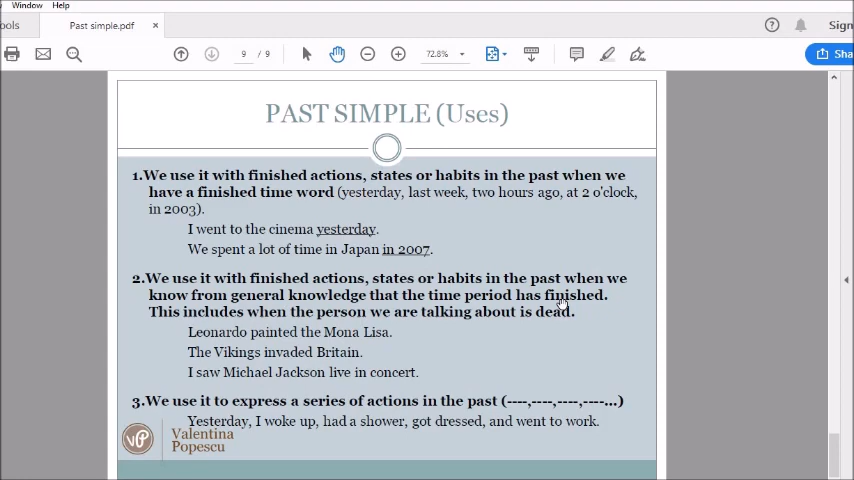 Window Help
ools Past simple.pdf × Sign
9 / 9 72.8% Sha
PAST SIMPLE (Uses)
1.We use it with finished actions, states or habits in the past when we
have a finished time word (yesterday, last week, two hours ago, at 2 o'clock,
in 2003).
I went to the cinema yesterday.
We spent a lot of time in Japan in 2007.
2.We use it with finished actions, states or habits in the past when we
know from general knowledge that the time period has finished.
This includes when the person we are talking about is dead.
Leonardo painted the Mona Lisa.
The Vikings invaded Britain.
I saw Michael Jackson live in concert.
3.We use it to express a series of actions in the past (----,----,----,----...)
Yesterday, I woke up, had a shower, got dressed, and went to work.
VP Valentina
Popescu